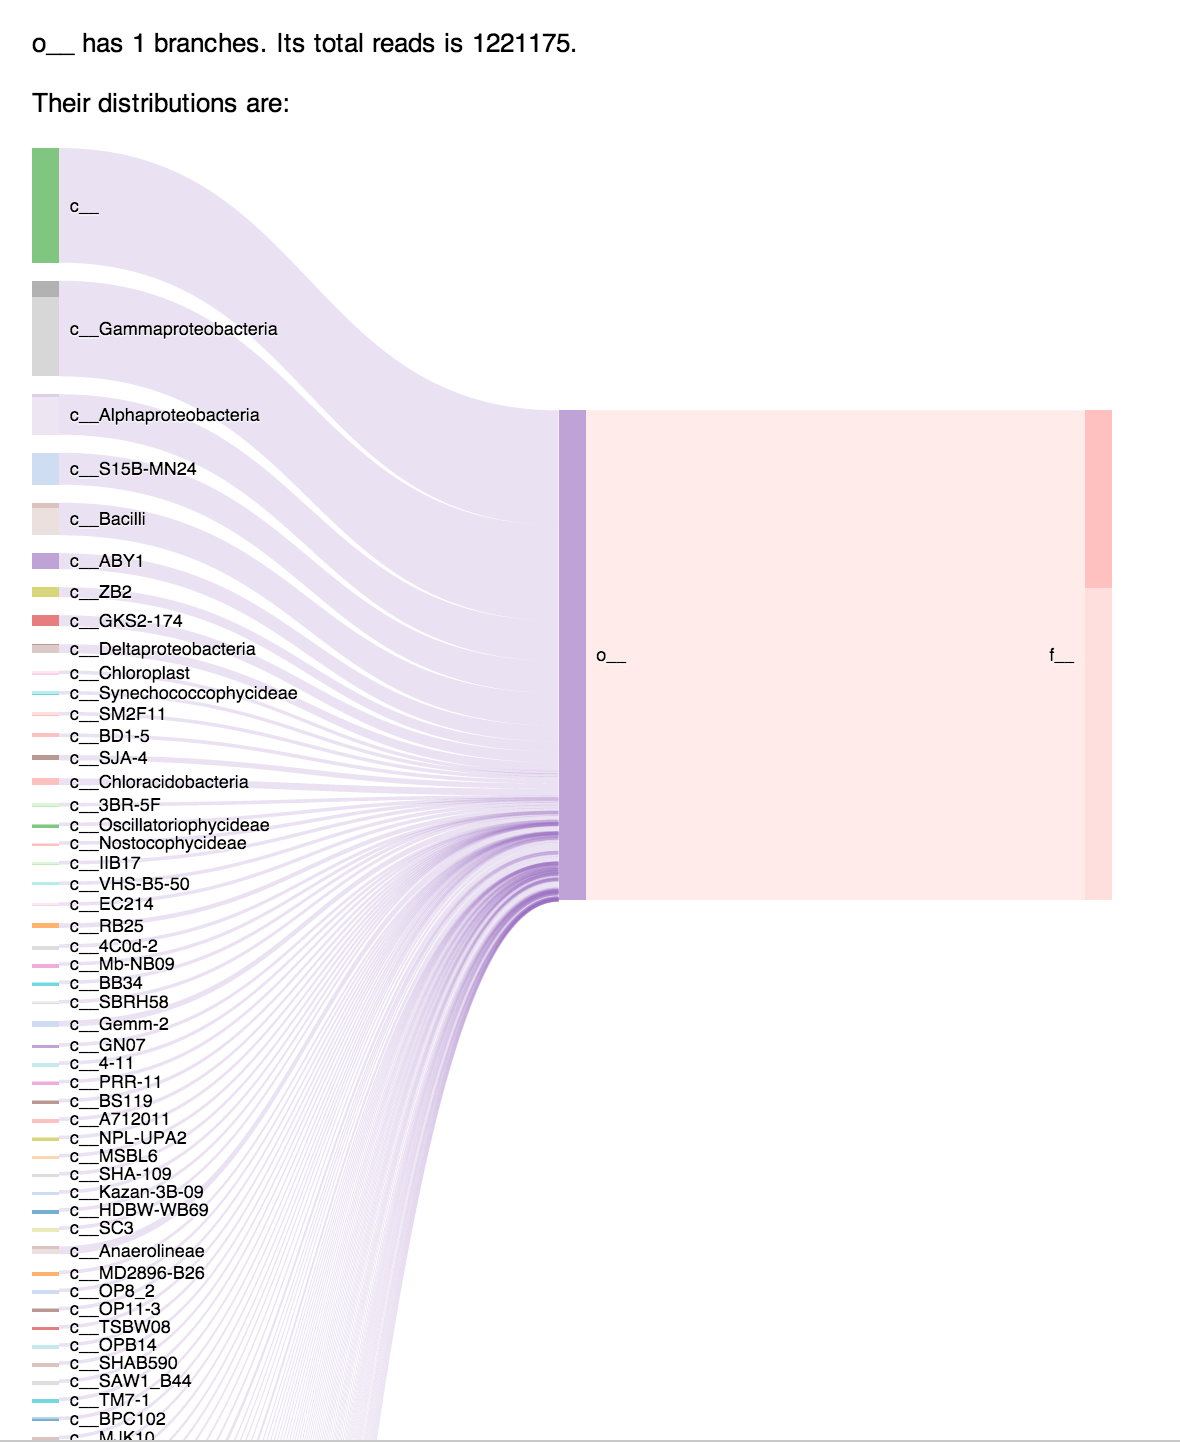 o__ has 1 branches. Its total reads is 1221175.
Their distributions are:
c__
c__Gammaproteobacteria
c__Alphaproteobacteria
c__S15B-MN24
c__Bacilli
c__ABY1
c__ZB2
c__GKS2-174
c__Deltaproteobacteria
o__
f__
c__Chloroplast
c__Synechococcophycideae
c__SM2F11
c__BD1-5
c__SJA-4
c__Chloracidobacteria
c__3BR-5F
c__Oscillatoriophycideae
c__Nostocophycideae
c__IIB17
c__VHS-B5-50
c__EC214
c__RB25
c__4C0d-2
c__Mb-NB09
c__BB34
c__SBRH58
c__Gemm-2
c__GN07
c__4-11
c__PRR-11
c__BS119
c__A712011
c__NPL-UPA2
c__MSBL6
c__SHA-109
c__Kazan-3B-09
c__HDBW-WB69
c__SC3
c__Anaerolineae
c__MD2896-B26
c__OP8_2
c__OP11-3
c__TSBW08
c__OPB14
c__SHAB590
c__SAW1_B44
c__TM7-1
c__BPC102
c__MJK10